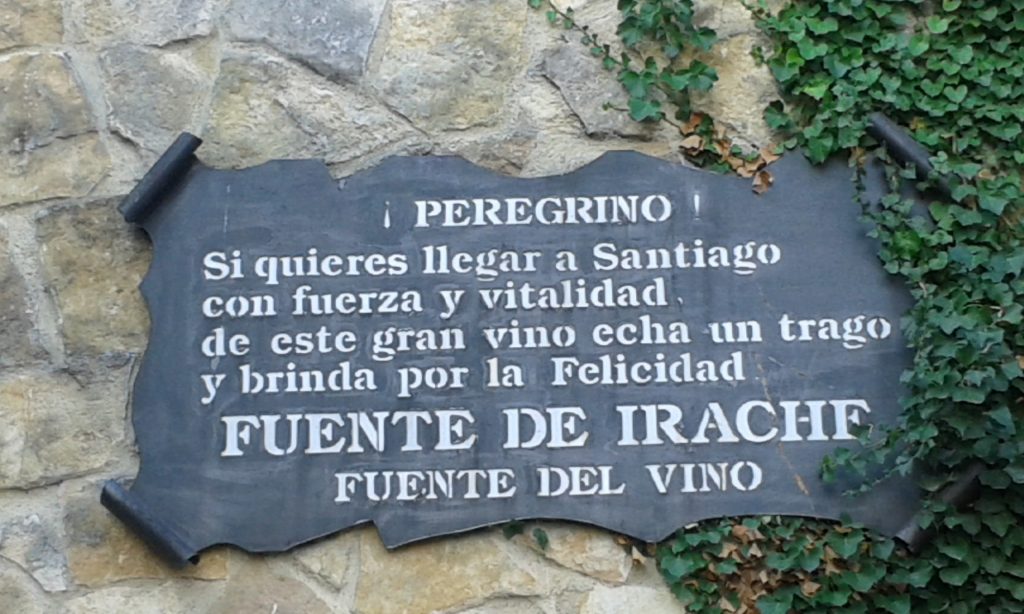 ¡ PEREGRINO !
Si quieres llegar a Santiago
con fuerza y vitalidad,
de este gran vino echa un trago
y brinda por la Felicidad
FUENTE DE IRACHE
FUENTE DEL VINO